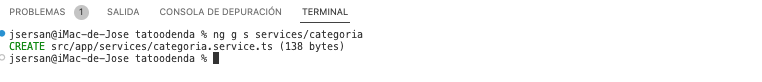 PROBLEMAS 1 SALIDA CONSOLA DE DEPURACIÓN TERMINAL
jsersan@iMac-de-Jose tatoodenda % ng g s services/categoria
CREATE src/app/services/categoria.service.ts (138 bytes)
jsersan@iMac-de-Jose tatoodenda %